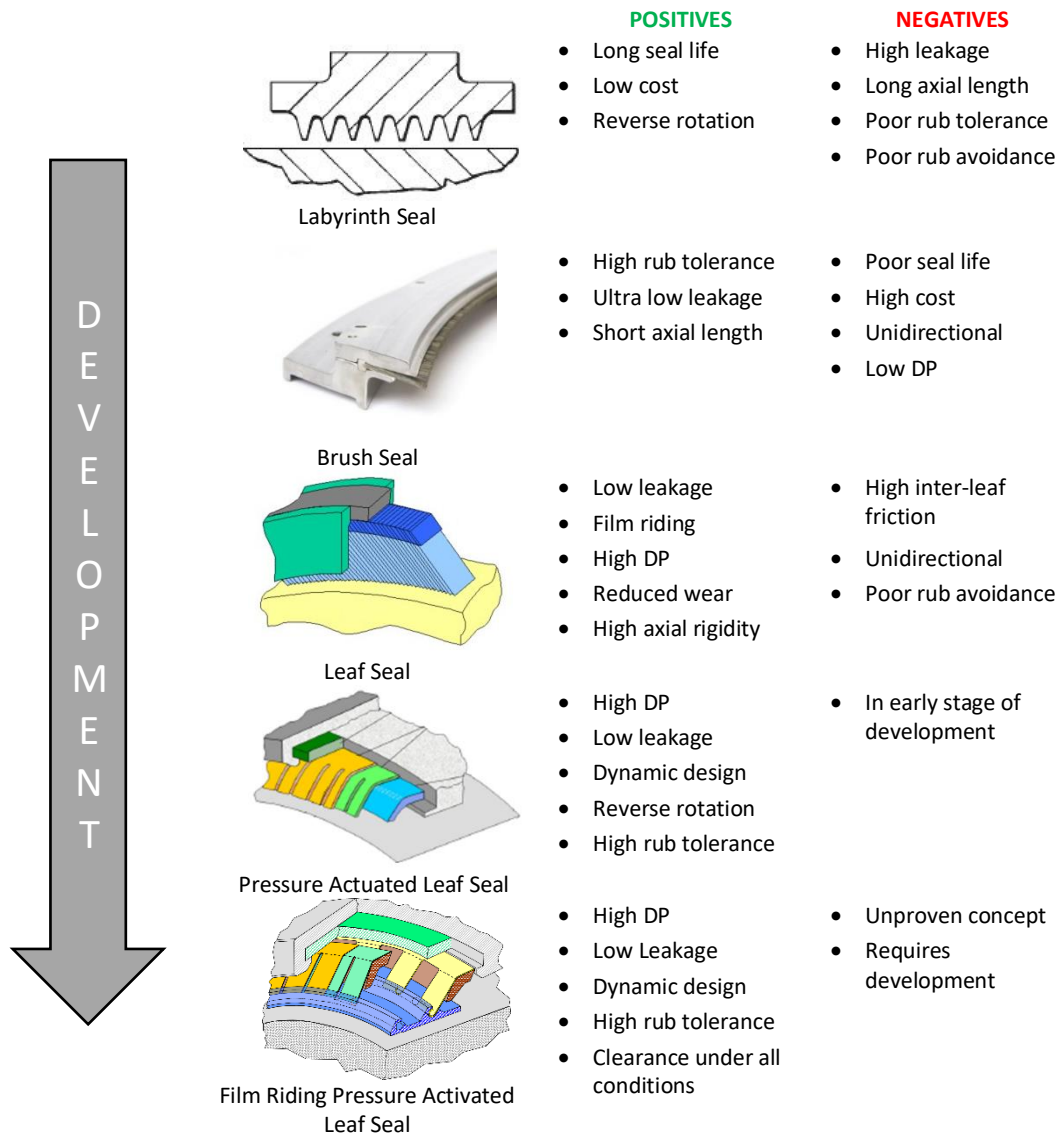 POSITIVES
NEGATIVES
• Long seal life
• Low cost
• Reverse rotation
• High leakage
• Long axial length
• Poor rub tolerance
• Poor rub avoidance
Labyrinth Seal
• High rub tolerance
• Ultra low leakage
• Short axial length
• Poor seal life
• High cost
• Unidirectional
• Low DP
Brush Seal
• Low leakage
• Film riding
• High DP
• Reduced wear
• High axial rigidity
• High inter-leaf
friction
• Unidirectional
• Poor rub avoidance
Leaf Seal
• High DP
• Low leakage
• Dynamic design
• Reverse rotation
• High rub tolerance
• In early stage of
development
Pressure Actuated Leaf Seal
• High DP
• Low Leakage
• Dynamic design
• High rub tolerance
• Clearance under all
conditions
• Unproven concept
• Requires
development
Film Riding Pressure Activated
Leaf Seal
D
E
V
E
L
O
P
M
E
N
T